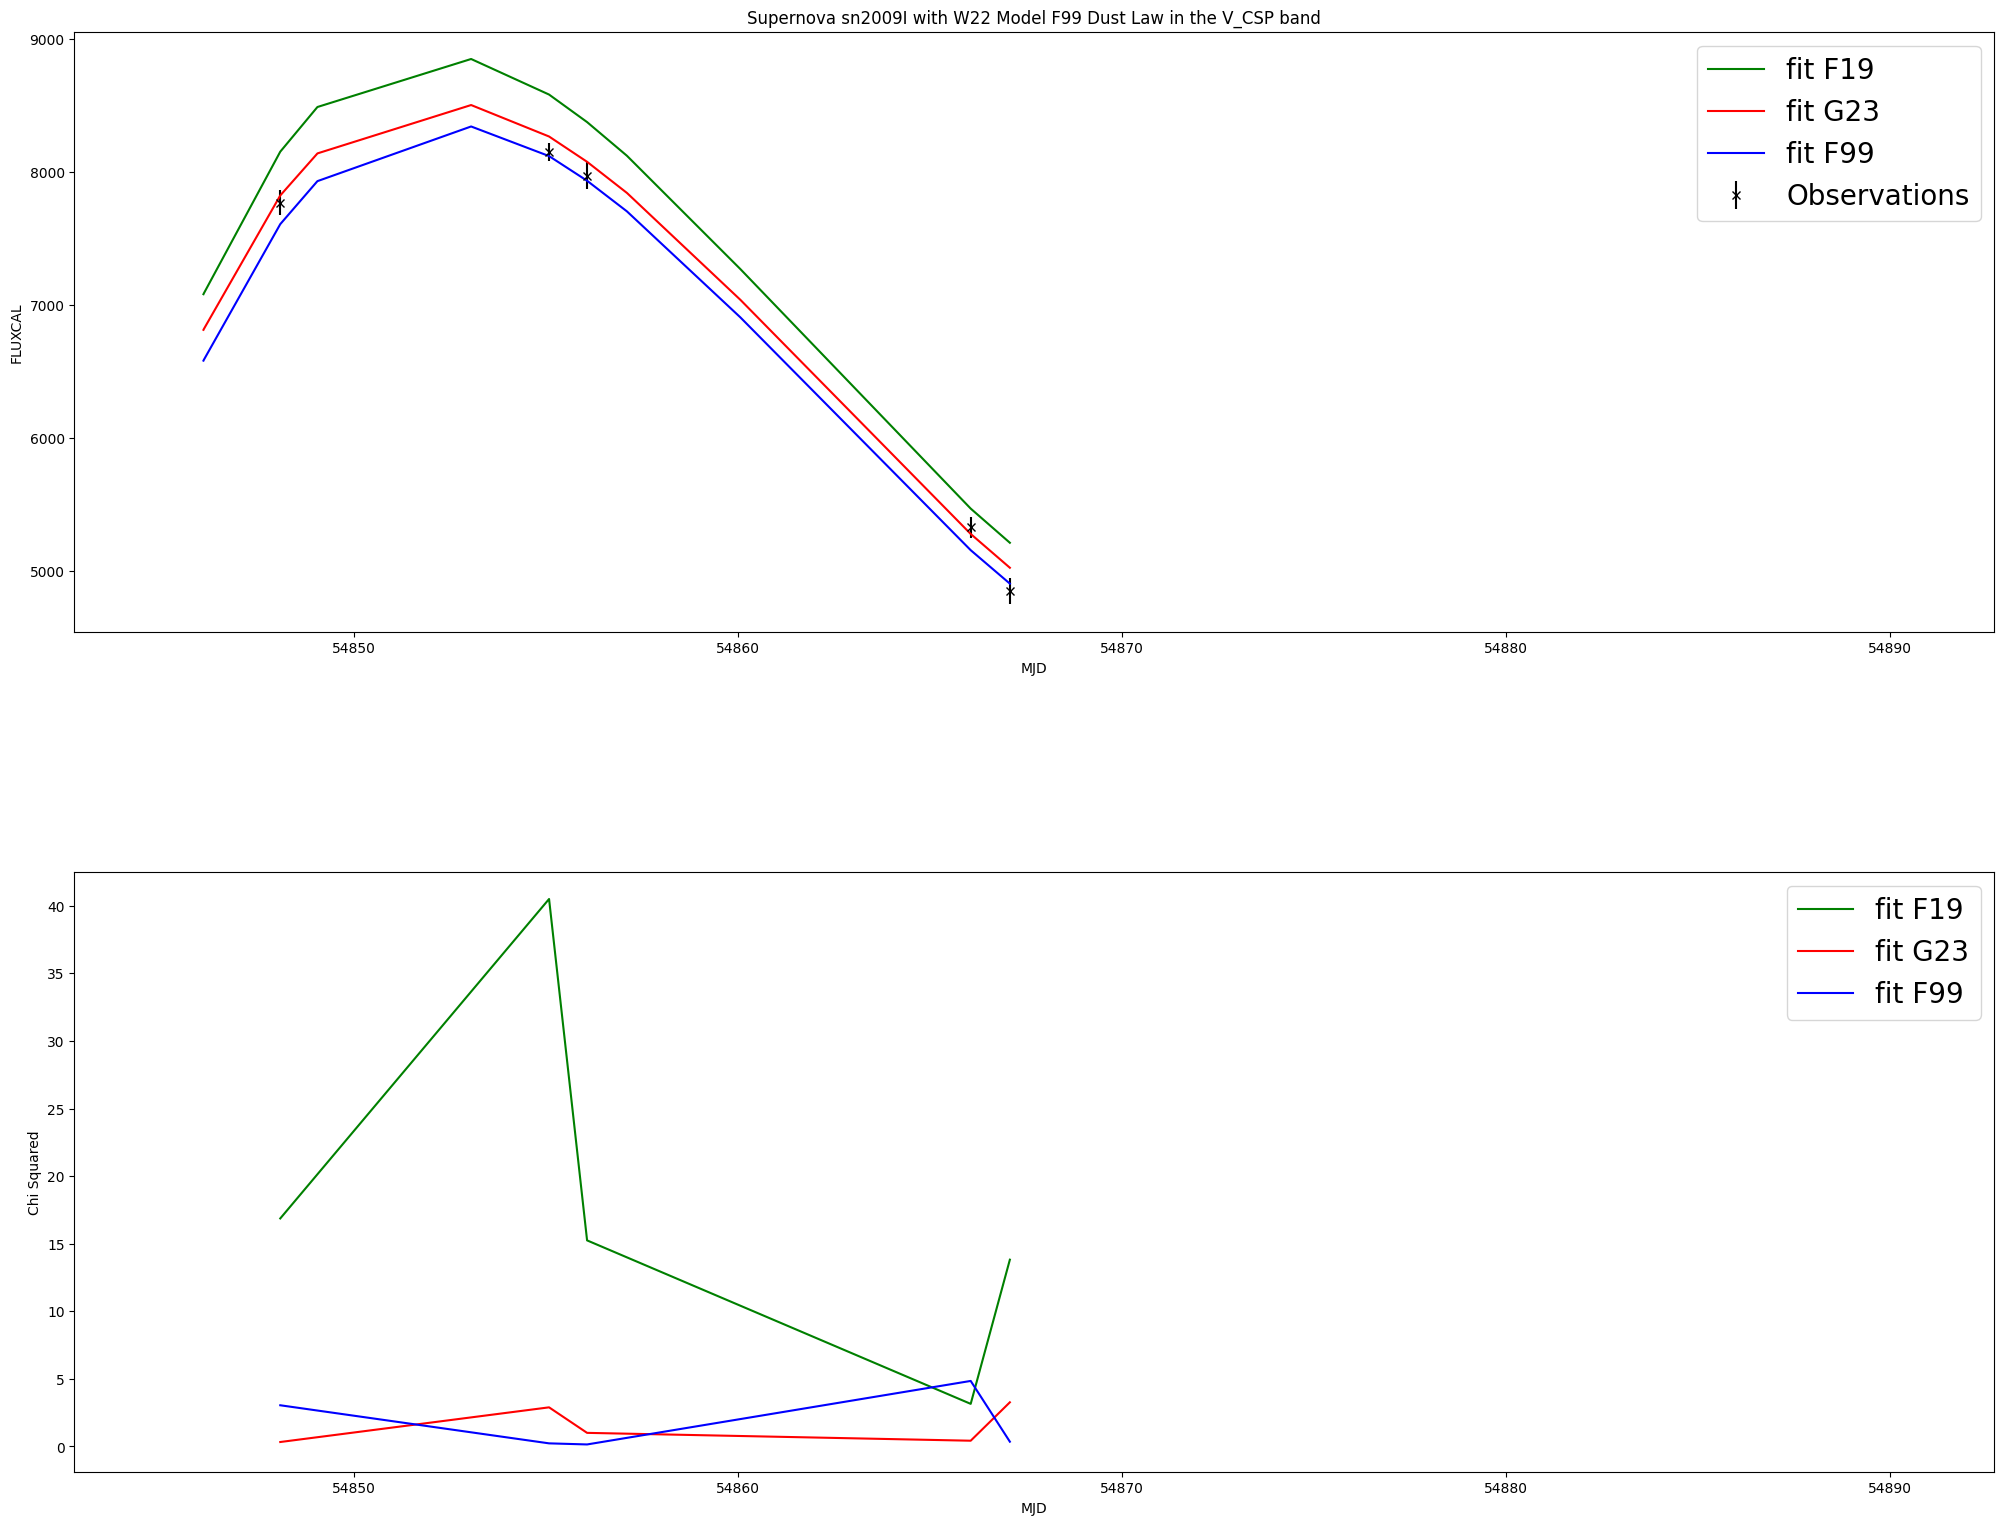 Supernova sn2009I with W22 Model F99 Dust Law in the V_CSP band
9000
8000
7000
6000
5000
FLUXCAL
fit F19
fit G23
fit F99
Observations
54850
54860
54870
54880
54890
MJD
40
35
30
25
20
15
10
5
0
Chi Squared
fit F19
fit G23
fit F99
54850
54860
54870
54880
54890
MJD